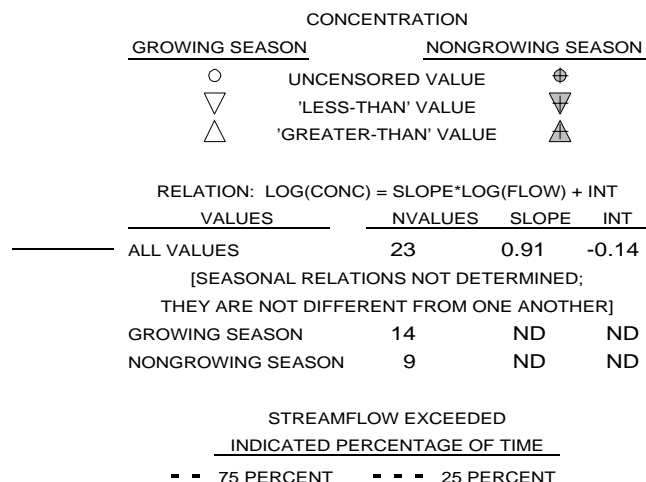 CONCENTRATION
GROWING SEASON NONGROWING SEASON
UNCENSORED VALUE
'LESS-THAN' VALUE
'GREATER-THAN' VALUE
RELATION: LOG(CONC) = SLOPE*LOG(FLOW) + INT
VALUES NVALUES SLOPE INT
ALL VALUES 23 0.91 -0.14
[SEASONAL RELATIONS NOT DETERMINED;
THEY ARE NOT DIFFERENT FROM ONE ANOTHER]
GROWING SEASON 14 ND ND
NONGROWING SEASON 9 ND ND
STREAMFLOW EXCEEDED
INDICATED PERCENTAGE OF TIME
75 PERCENT 25 PERCENT